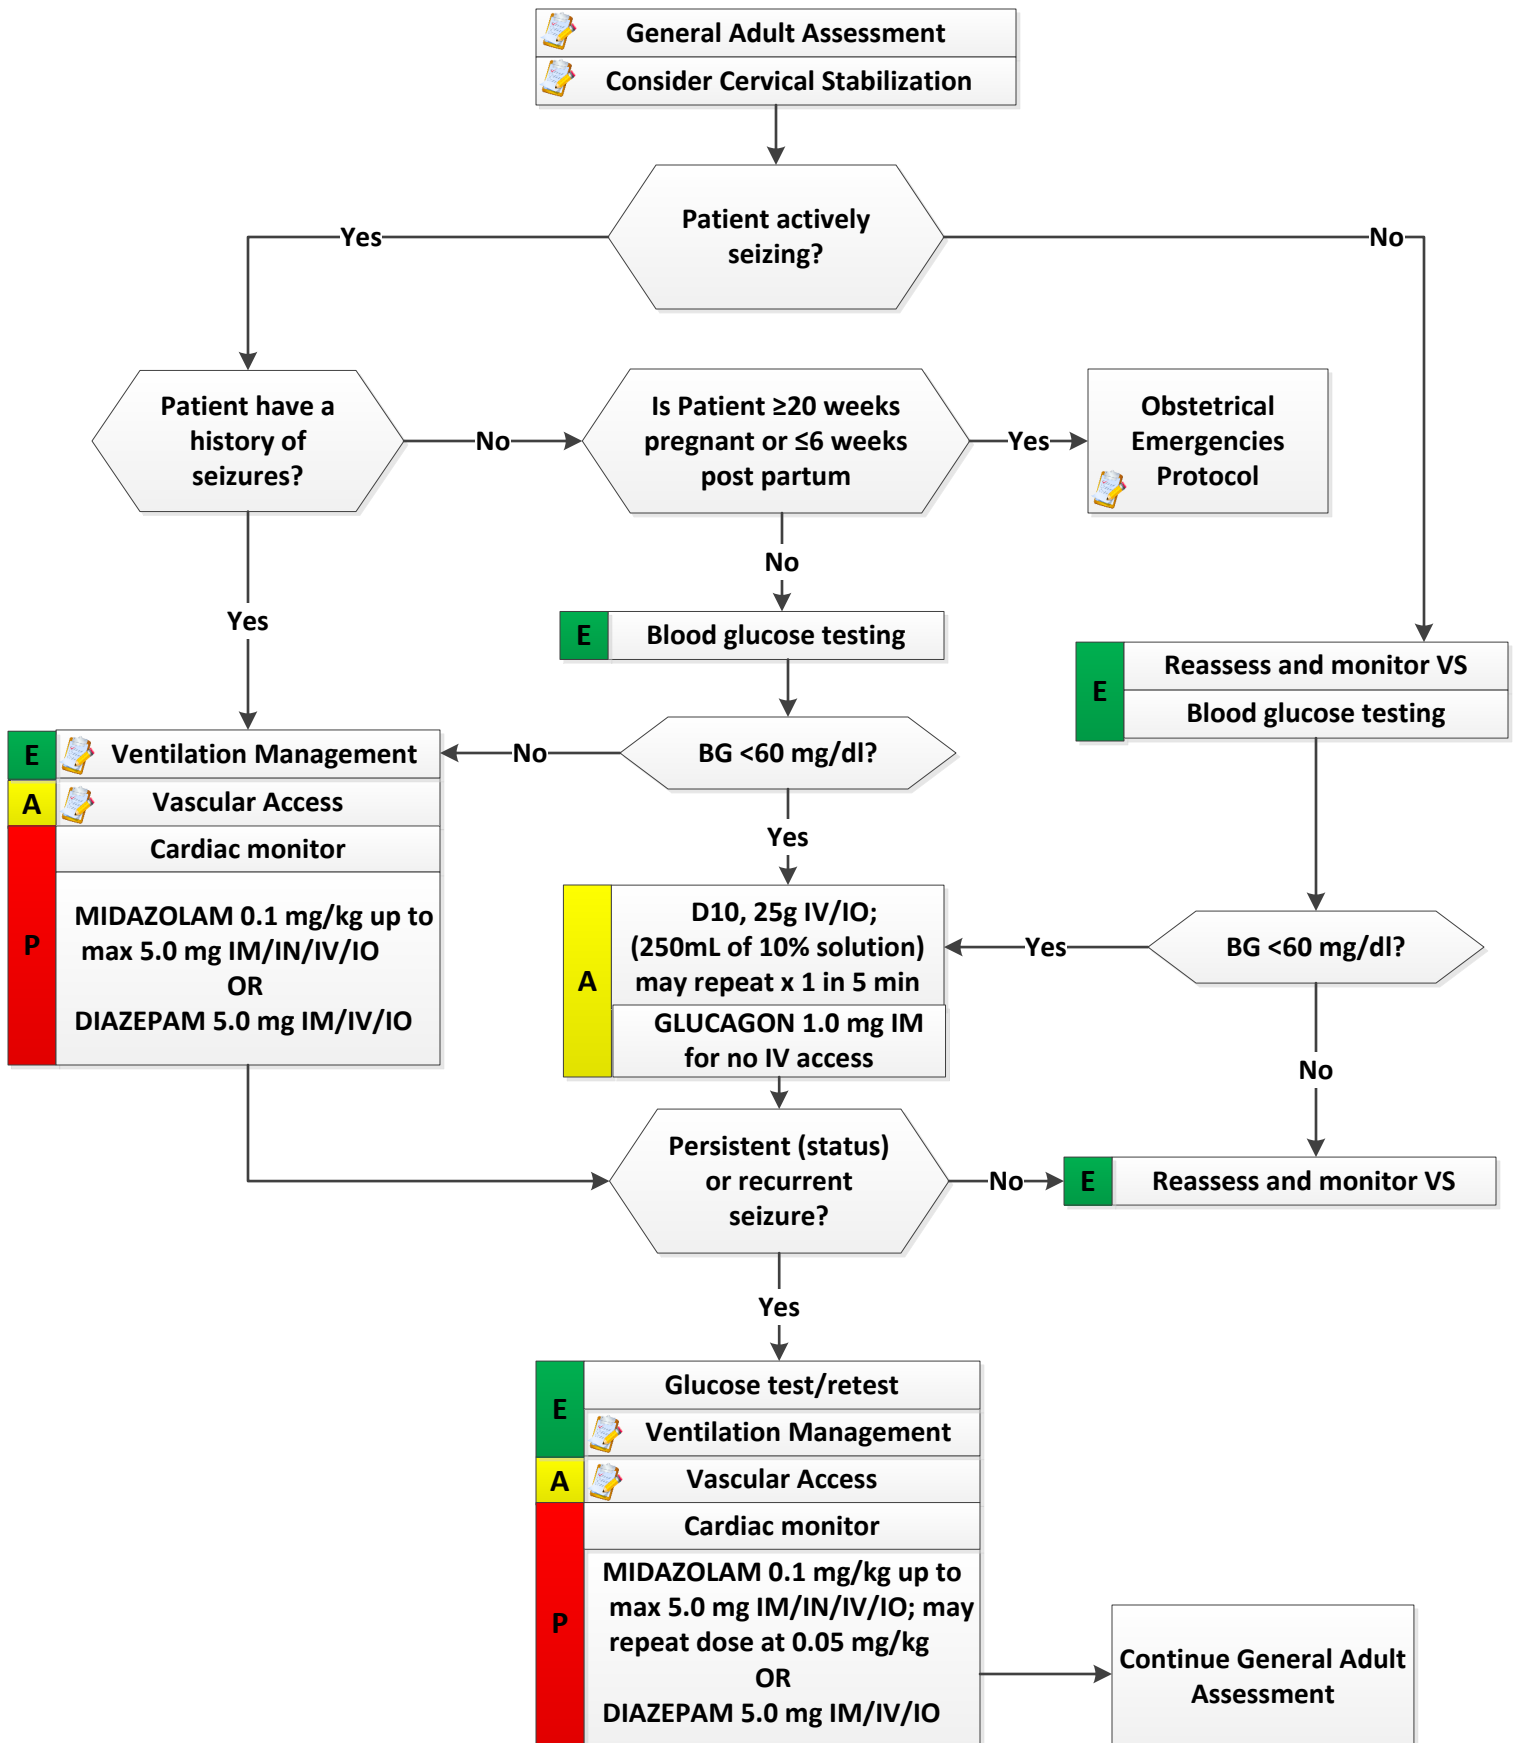 General Adult Assessment
Consider Cervical Stabilization
Patient actively
seizing?
Yes
No
Patient have a
history of
seizures?
No
Is Patient ≥20 weeks
pregnant or ≤6 weeks
post partum
Yes
Obstetrical
Emergencies
Protocol
No
Yes
E
Blood glucose testing
E
Reassess and monitor VS
Blood glucose testing
E
Ventilation Management
A
Vascular Access
P
Cardiac monitor
MIDAZOLAM 0.1 mg/kg up to
max 5.0 mg IM/IN/IV/IO
OR
DIAZEPAM 5.0 mg IM/IV/IO
No
BG <60 mg/dl?
Yes
A
D10, 25g IV/IO;
(250mL of 10% solution)
may repeat x 1 in 5 min
GLUCAGON 1.0 mg IM
for no IV access
Yes
BG <60 mg/dl?
No
Persistent (status)
or recurrent
seizure?
No
E
Reassess and monitor VS
Yes
E
Glucose test/retest
Ventilation Management
A
Vascular Access
P
Cardiac monitor
MIDAZOLAM 0.1 mg/kg up to
max 5.0 mg IM/IN/IV/IO; may
repeat dose at 0.05 mg/kg
OR
DIAZEPAM 5.0 mg IM/IV/IO
Continue General Adult
Assessment